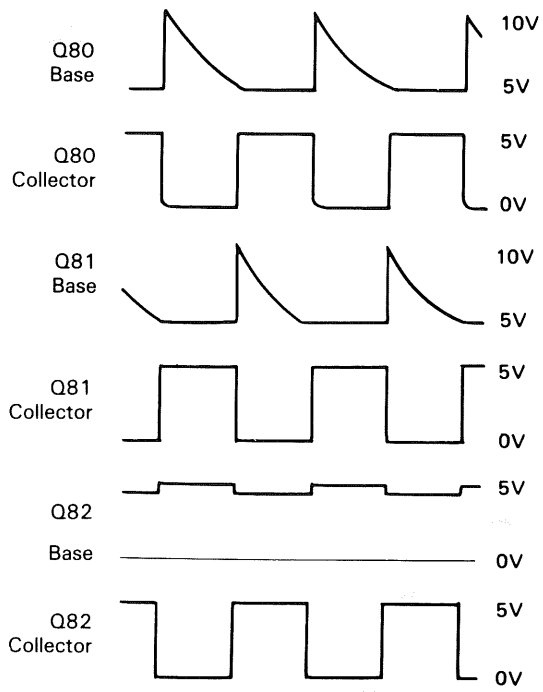 Q80
Base
10V
5V
Q80
Collector
5V
0V
Q81
Base
10V
5V
Q81
Collector
5V
0V
Q82
Base
5V
0V
Q82
Collector
5V
0V